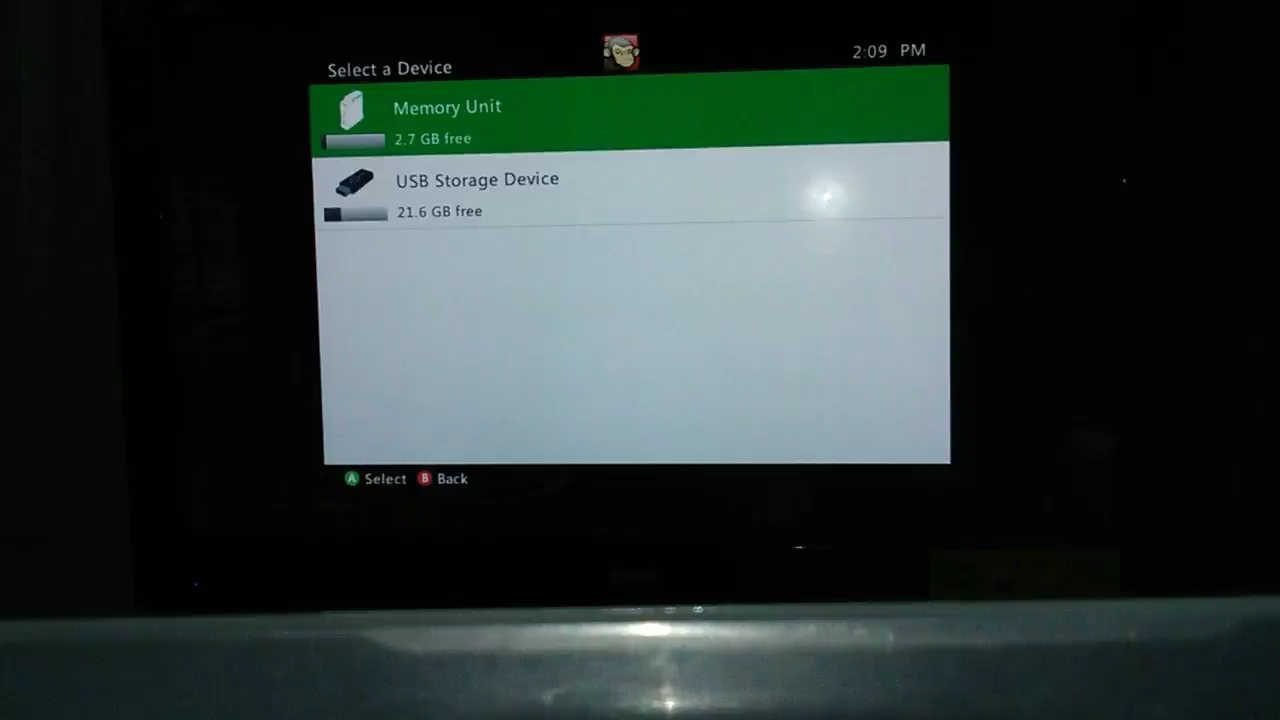 Select a Device
2:09 PM
Memory Unit
2.7 GB free
USB Storage Device
21.6 GB free
A Select B Back